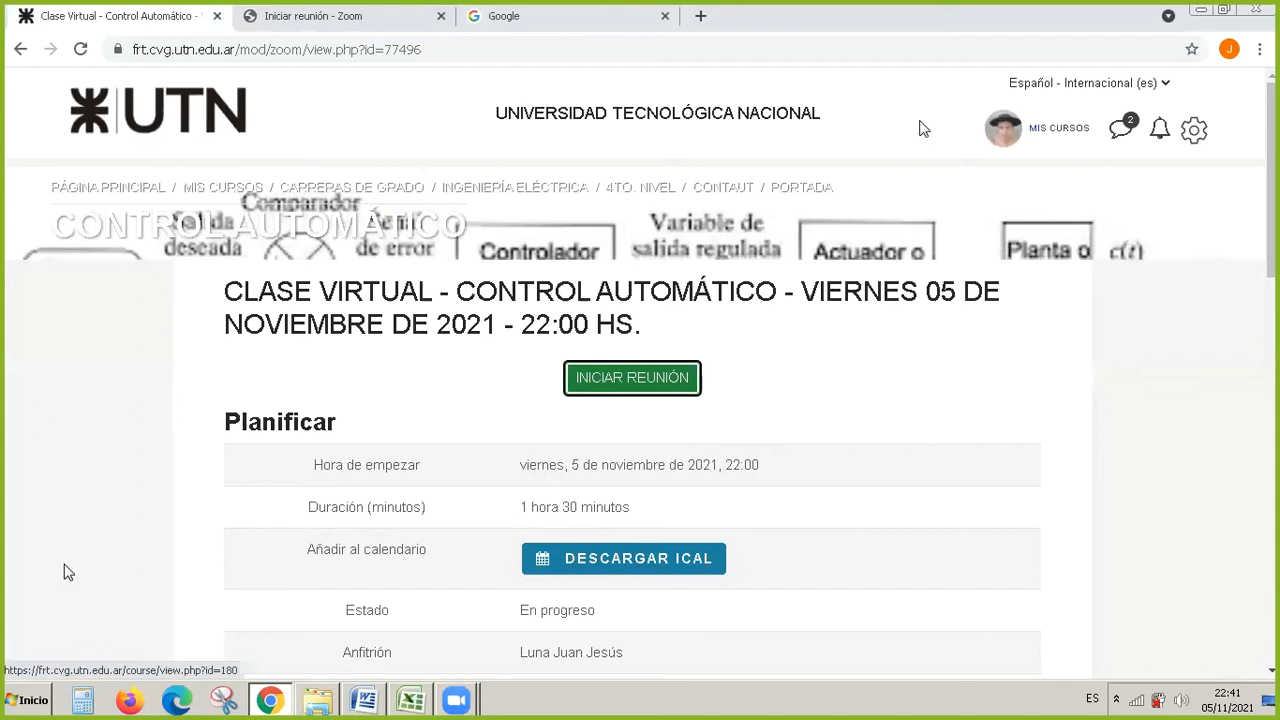 Clase Virtual - Control Automático -
Iniciar reunión - Zoom
Google
frt.cvg.utn.edu.ar/mod/zoom/view.php?id=77496
J
Español - Internacional (es)
UTN
UNIVERSIDAD TECNOLÓGICA NACIONAL
MIS CURSOS
2
PÁGINA PRINCIPAL / MIS CURSOS / CARRERAS DE GRADO / INGENIERÍA ELÉCTRICA / 4TO. NIVEL / CONTAUT / PORTADA
Comparador
CONTROL AUTOMÁTICO
Salida deseada
de error
Controlador
Variable de salida regulada
Actuador o
Planta o
c(t)
CLASE VIRTUAL - CONTROL AUTOMÁTICO - VIERNES 05 DE
NOVIEMBRE DE 2021 - 22:00 HS.
INICIAR REUNIÓN
Planificar
Hora de empezar viernes, 5 de noviembre de 2021, 22:00
Duración (minutos) 1 hora 30 minutos
Añadir al calendario DESCARGAR ICAL
Estado En progreso
Anfitrión Luna Juan Jesús
https://frt.cvg.utn.edu.ar/course/view.php?id=180
Inicio
ES
22:41
05/11/2021